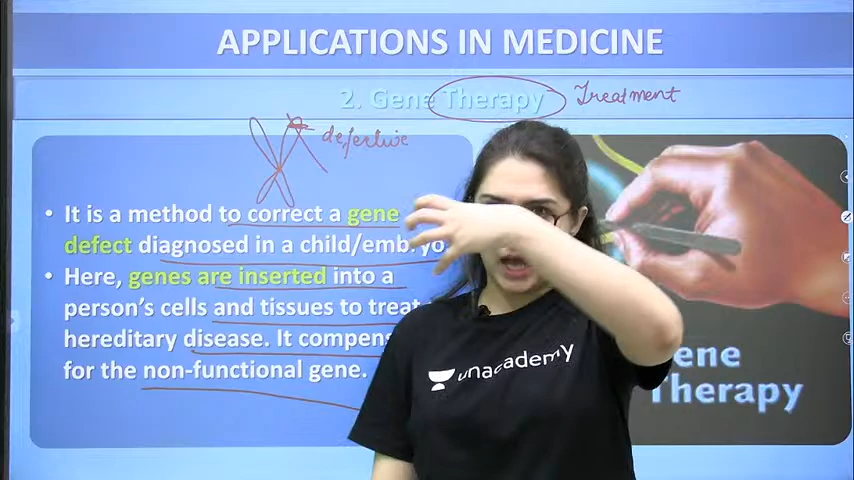 APPLICATIONS IN MEDICINE
2. Gene Therapy Treatment
defective
• It is a method to correct a gene
defect diagnosed in a child/embryo.
• Here, genes are inserted into a
person's cells and tissues to treat
hereditary disease. It compens
for the non-functional gene.
unacademy
ene
Therapy